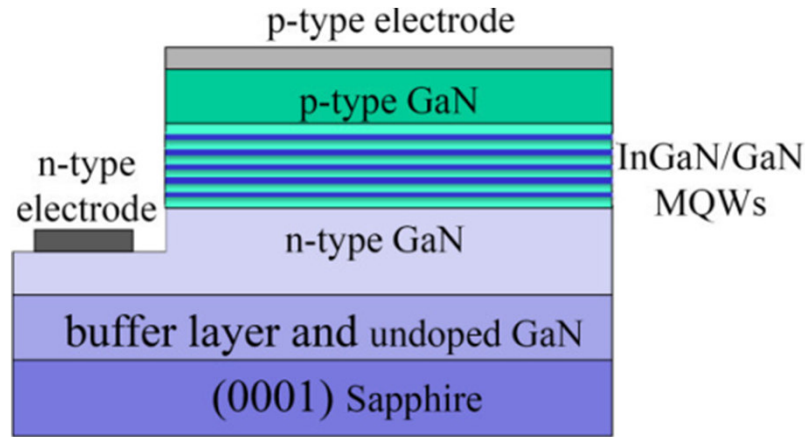 p-type electrode
p-type GaN
n-type
electrode
InGaN/GaN
MQWs
n-type GaN
buffer layer and undoped GaN
(0001) Sapphire